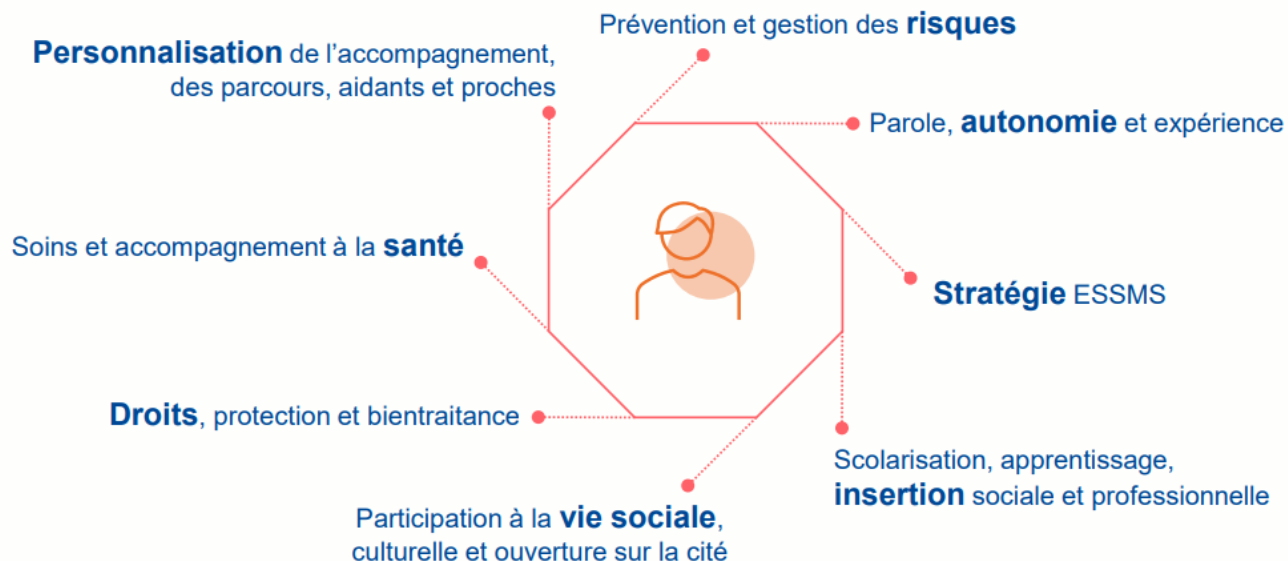 Prévention et gestion des risques
Personnalisation de l’accompagnement,
des parcours, aidants et proches
Parole, autonomie et expérience
Soins et accompagnement à la santé
Stratégie ESSMS
Droits, protection et bientraitance
Scolarisation, apprentissage,
insertion sociale et professionnelle
Participation à la vie sociale,
culturelle et ouverture sur la cité